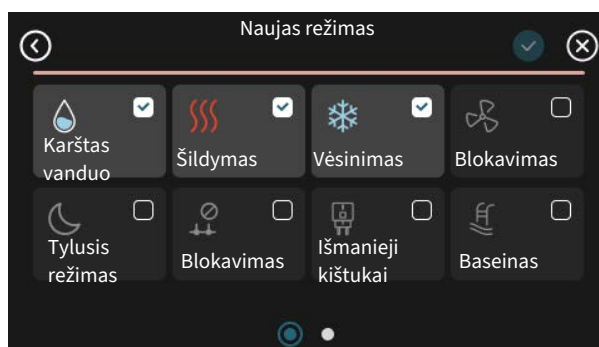 Naujas režimas
Karštas
vanduo
Šildymas
Vėsinimas
Blokavimas
Tylusis
režimas
Blokavimas
Išmanieji
kištukai
Baseinas